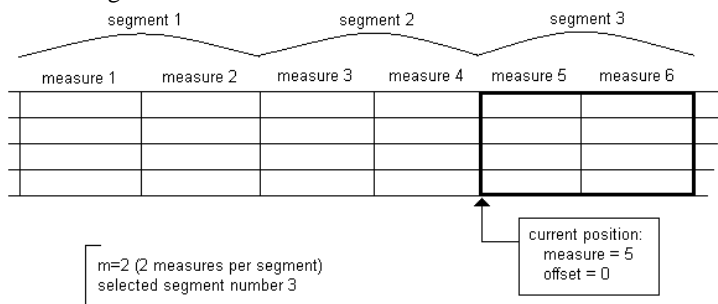 segment 1 segment 2 segment 3
measure 1 measure 2 measure 3 measure 4 measure 5 measure 6
current position:
measure = 5
offset = 0
m=2 (2 measures per segment)
selected segment number 3